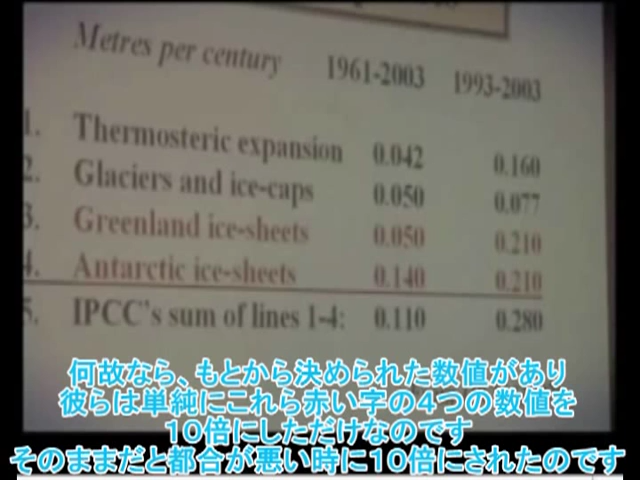 Metres per century 1961-2003 1993-2003
1. Thermosteric expansion 0.042 0.160
2. Glaciers and ice-caps 0.050 0.077
3. Greenland ice-sheets 0.050 0.210
4. Antarctic ice-sheets 0.140 0.210
5. IPCC's sum of lines 1-4: 0.110 0.280
何故なら、もとから決められた数値があり
彼らは単純にこれら赤い字の4つの数値を
10倍にしただけなのです
そのままだと都合が悪い時に10倍にされたのです